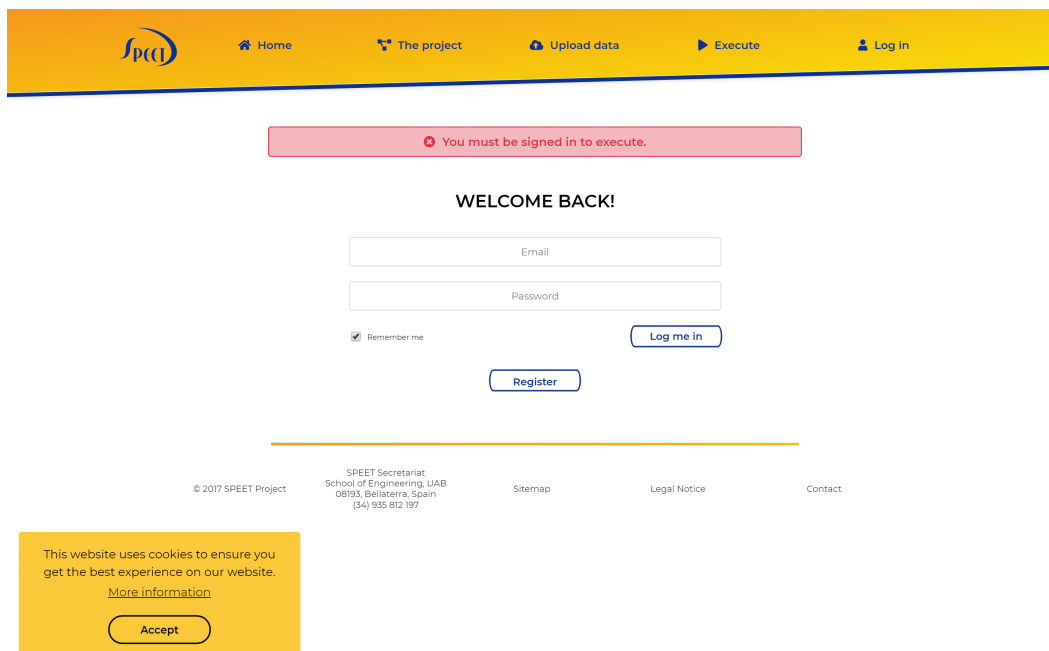 SPEET
Home
The project
Upload data
Execute
Log in
You must be signed in to execute.
WELCOME BACK!
Email
Password
Remember me
Log me in
Register
© 2017 SPEET Project
SPEET Secretariat
School of Engineering, UAB
08193, Bellaterra, Spain
(34) 935 812 197
Sitemap
Legal Notice
Contact
This website uses cookies to ensure you
get the best experience on our website.
More information
Accept